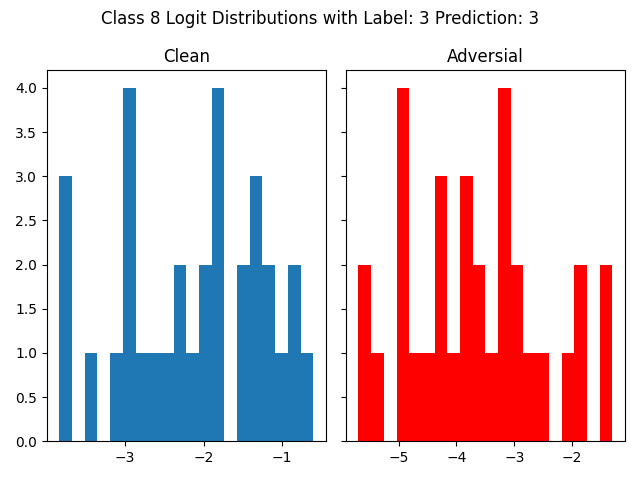 Class 8 Logit Distributions with Label: 3 Prediction: 3
Clean
Adversial
4.0
3.5
3.0
2.5
2.0
1.5
1.0
0.5
0.0
−3 −2 −1
−5 −4 −3 −2